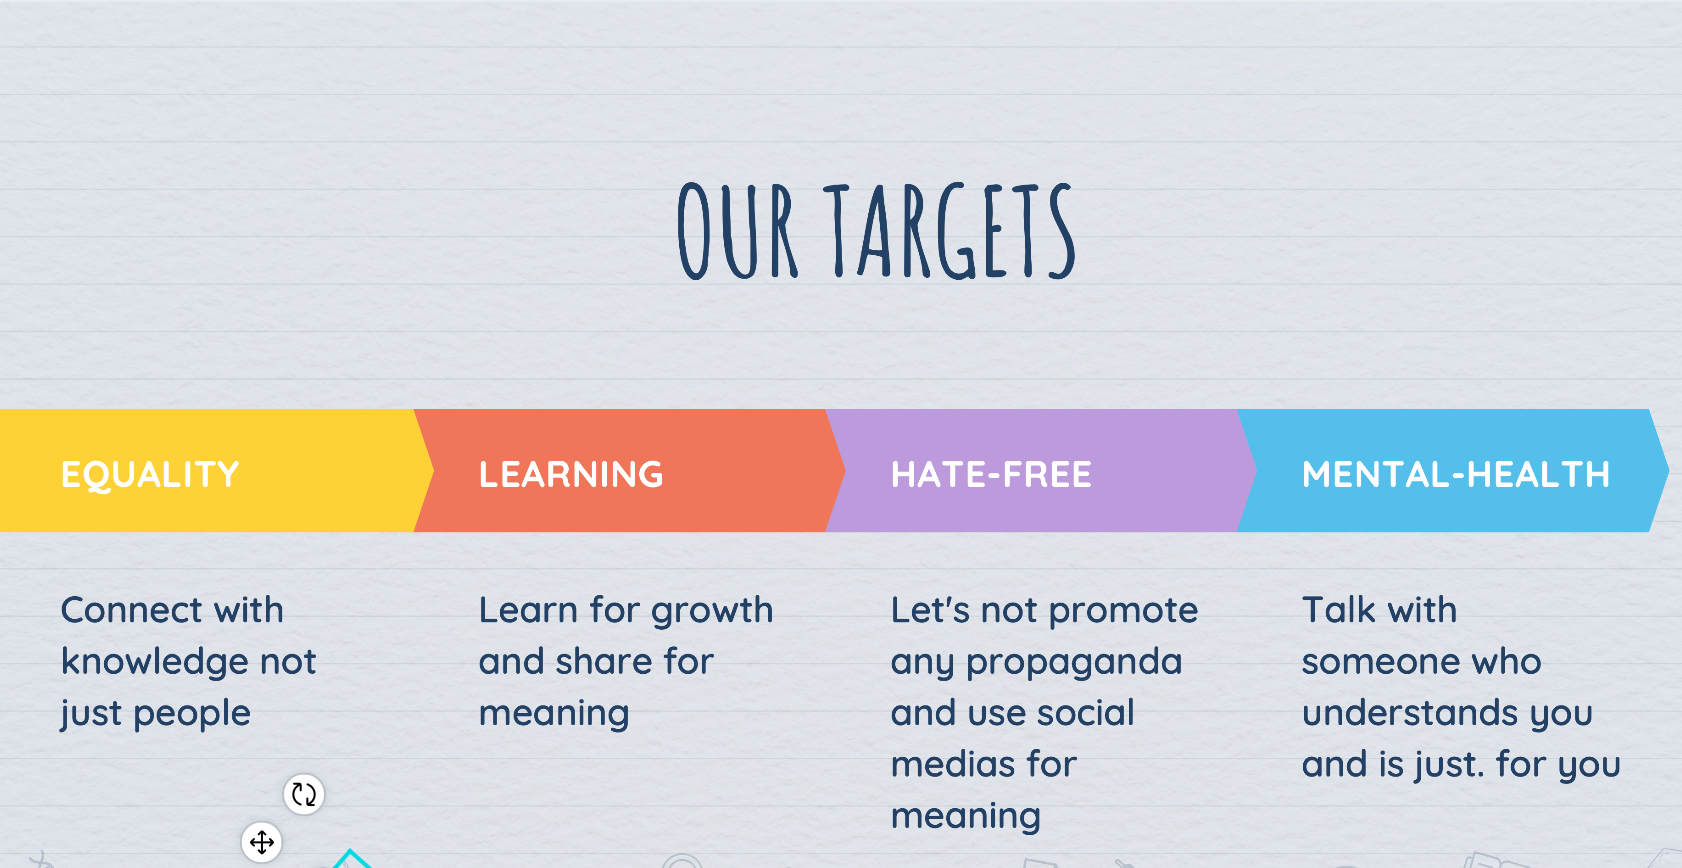 OUR TARGETS
EQUALITY
LEARNING
HATE-FREE
MENTAL-HEALTH
Connect with
knowledge not
just people
Learn for growth
and share for
meaning
Let's not promote
any propaganda
and use social
medias for
meaning
Talk with
someone who
understands you
and is just. for you